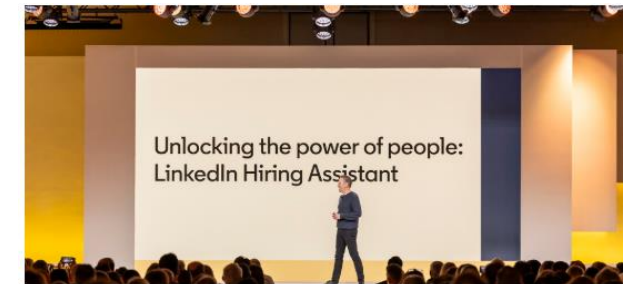 Unlocking the power of people:
LinkedIn Hiring Assistant